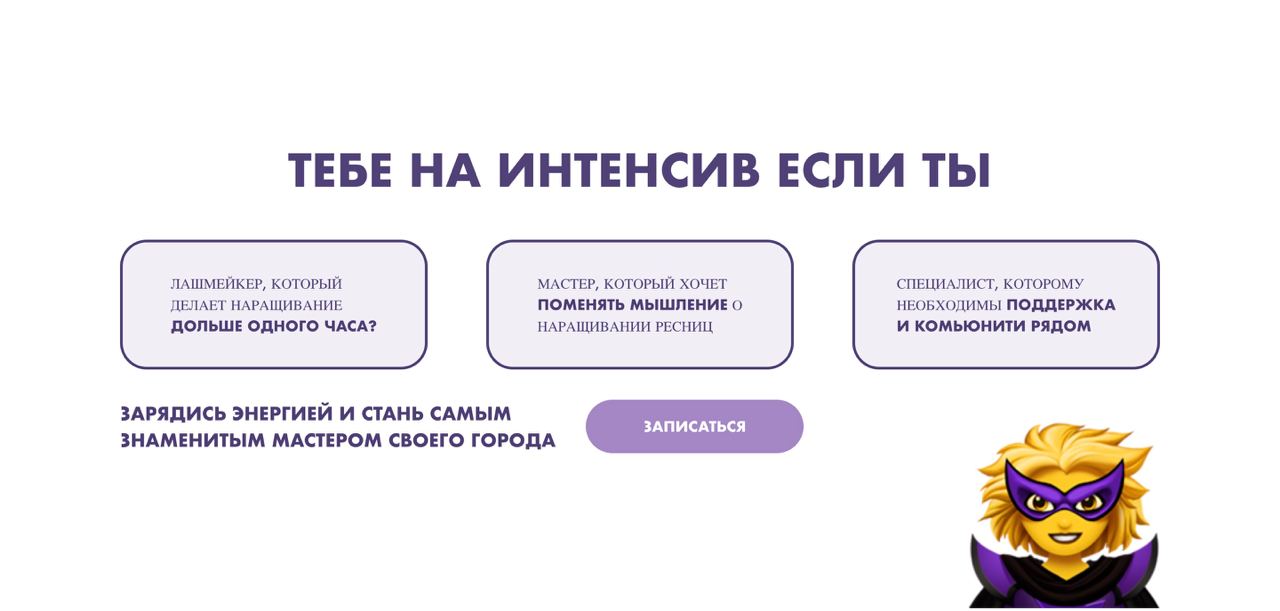 ТЕБЕ НА ИНТЕНСИВ ЕСЛИ ТЫ
ЛАШМЕЙКЕР, КОТОРЫЙ
ДЕЛАЕТ НАРАЩИВАНИЕ
ДОЛЬШЕ ОДНОГО ЧАСА?
МАСТЕР, КОТОРЫЙ ХОЧЕТ
ПОМЕНЯТЬ МЫШЛЕНИЕ О
НАРАЩИВАНИИ РЕСНИЦ
СПЕЦИАЛИСТ, КОТОРОМУ
НЕОБХОДИМЫ ПОДДЕРЖКА
И КОМЬЮНИТИ РЯДОМ
ЗАРЯДИСЬ ЭНЕРГИЕЙ И СТАНЬ САМЫМ
ЗНАМЕНИТЫМ МАСТЕРОМ СВОЕГО ГОРОДА
ЗАПИСАТЬСЯ